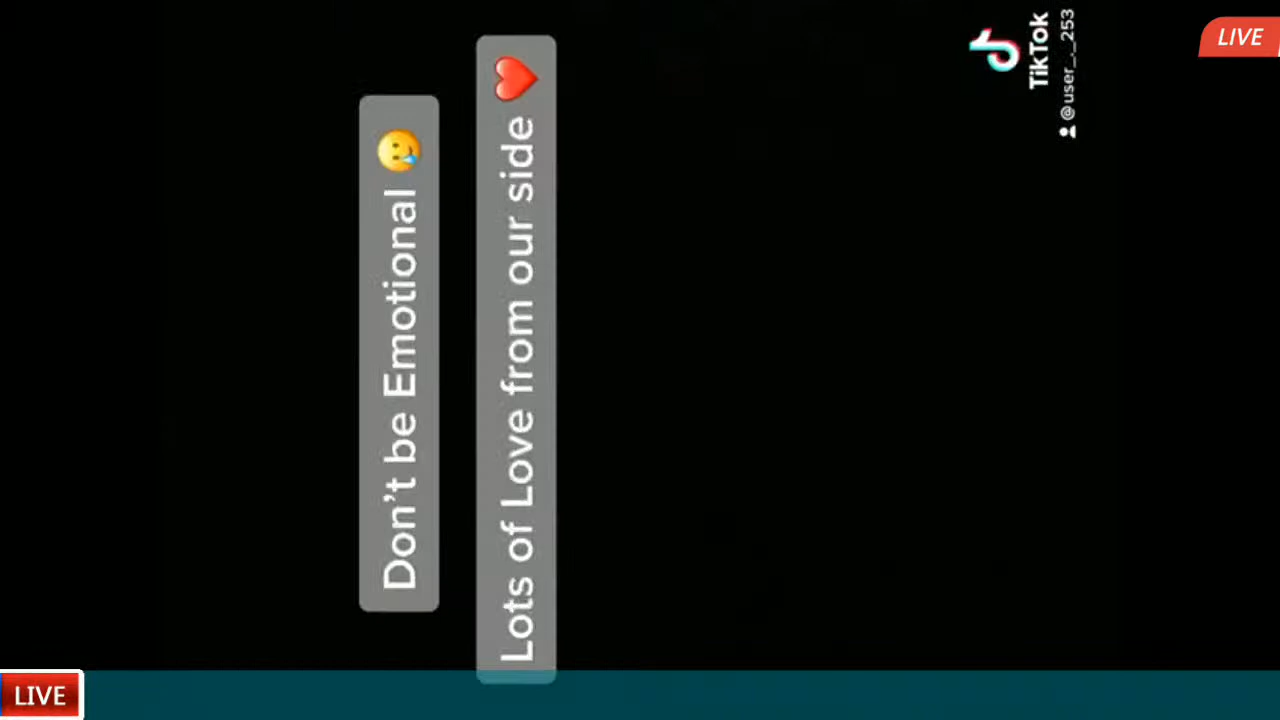 Don't be Emotional 🥲
Lots of Love from our side ❤️
TikTok
@user_._253
LIVE
LIVE